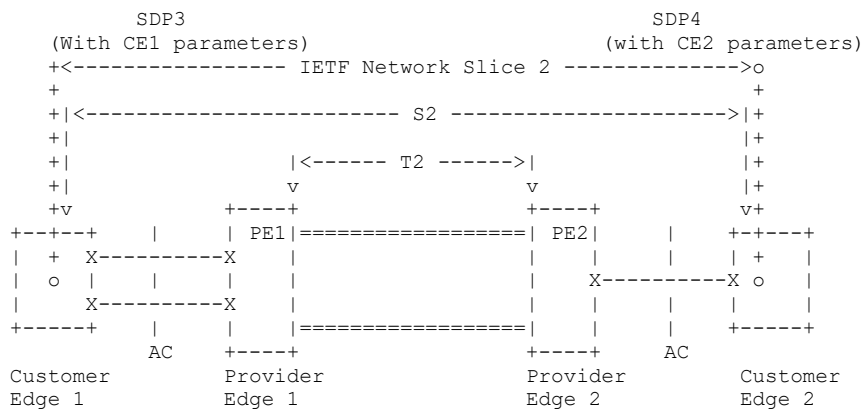 SDP3 SDP4
(With CE1 parameters) (with CE2 parameters)
+<---------------- IETF Network Slice 2 ------------->o
+ +
+|<------------------------ S2 --------------------->|+
+| |+
+| |<------ T2 ------>| |+
+| v v |+
+v +----+ +----+ v+
+--+--+ | | PE1|==================| PE2| | +-+---+
| + X----------X | | | | | + |
| o | | | | | X----------X o |
| X----------X | | | | | |
+-----+ | | |==================| | | +-----+
AC +----+ +----+ AC
Customer Provider Provider Customer
Edge 1 Edge 1 Edge 2 Edge 2